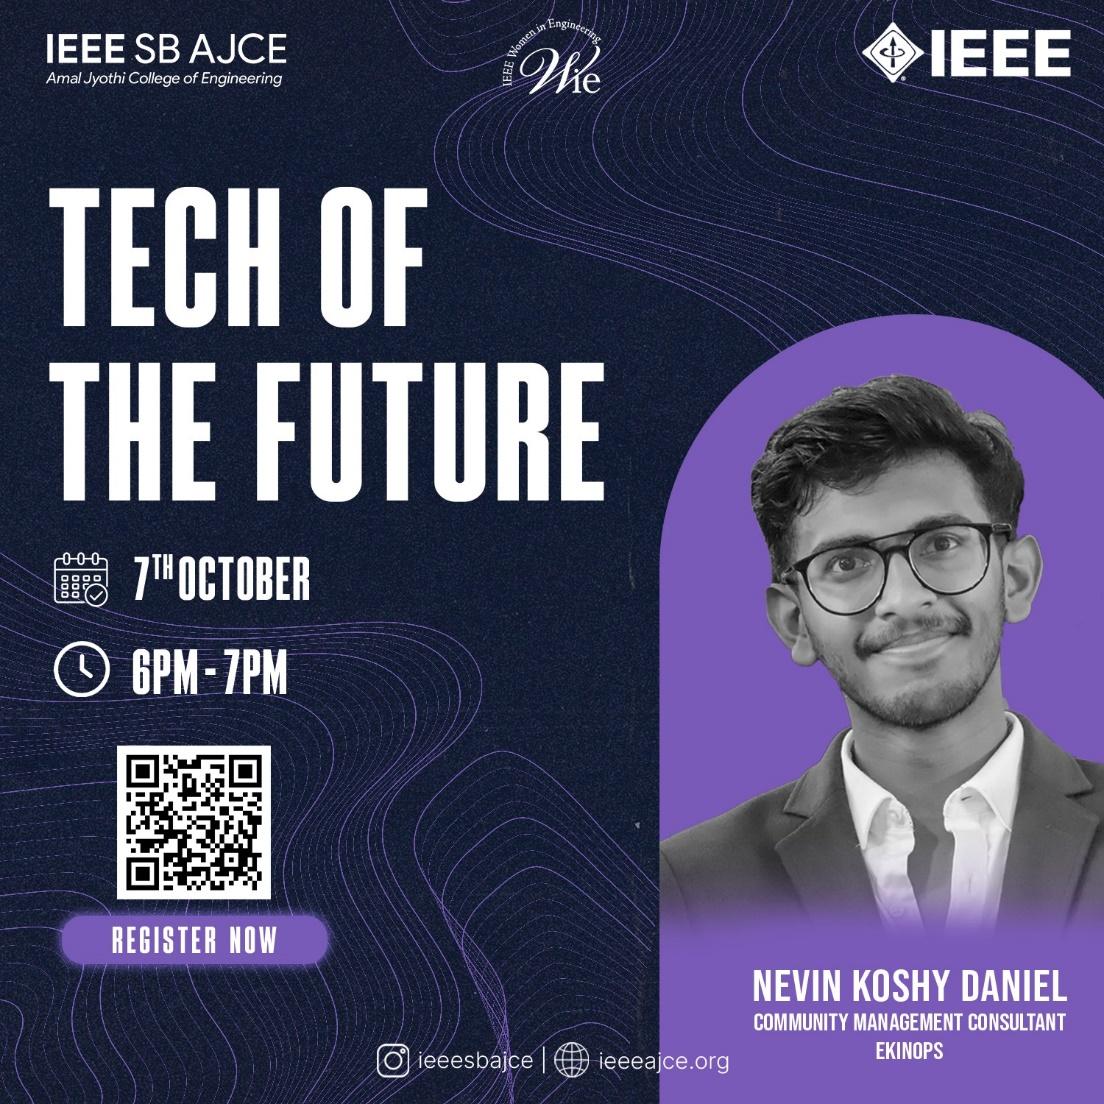 IEEE SB AJCE
Amal Jyothi College of Engineering
IEEE Women in Engineering
Wie
IEEE
TECH OF
THE FUTURE
7TH OCTOBER
6PM - 7PM
REGISTER NOW
NEVIN KOSHY DANIEL
COMMUNITY MANAGEMENT CONSULTANT
EKINOPS
ieeesbajce | ieeeajce.org